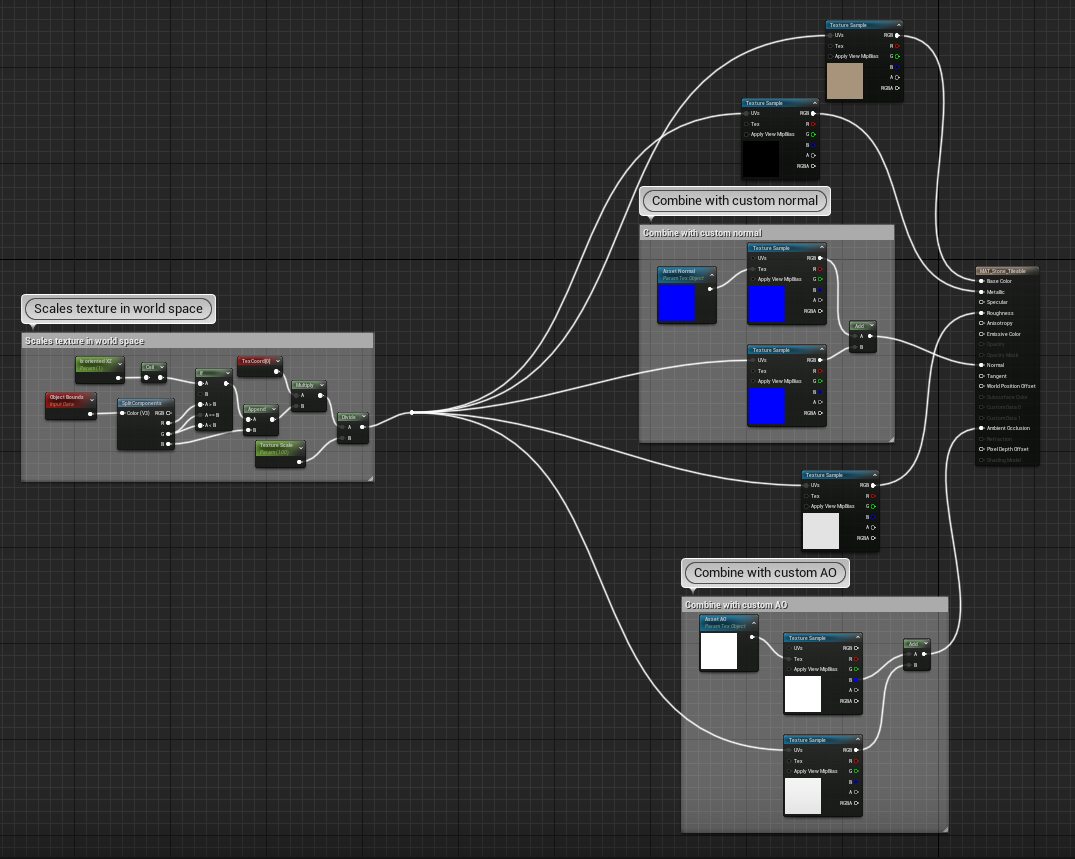 Texture Sample
UVs
RGB
Tex
R
Apply View MipBias
G
B
A
RGBA
Texture Sample
UVs
RGB
Tex
R
Apply View MipBias
G
B
A
RGBA
Combine with custom normal
Combine with custom normal
Texture Sample
UVs
RGB
Tex
R
Apply View MipBias
G
B
A
RGBA
Asset Normal
Param Tex Object
Texture Sample
UVs
RGB
Tex
R
Apply View MipBias
G
B
A
RGBA
Add
A
B
MAT_Stone_Tileable
Base Color
Metallic
Specular
Roughness
Anisotropy
Emissive Color
Opacity
Opacity Mask
Normal
Tangent
World Position Offset
Subsurface Color
Custom Data 0
Custom Data 1
Ambient Occlusion
Refraction
Pixel Depth Offset
Shading Model
Scales texture in world space
Scales texture in world space
Is oriented XZ
Param (1)
Ceil
If
A
B
A > B
A == B
A < B
TexCoord[0]
Multiply
A
B
Object Bounds
Input Data
SplitComponents
Color (V3)
RGB
R
G
B
Append
A
B
Divide
A
B
Texture Scale
Param (100)
Texture Sample
UVs
RGB
Tex
R
Apply View MipBias
G
B
A
RGBA
Combine with custom AO
Combine with custom AO
Asset AO
Param Tex Object
Texture Sample
UVs
RGB
Tex
R
Apply View MipBias
G
B
A
RGBA
Add
A
B
Texture Sample
UVs
RGB
Tex
R
Apply View MipBias
G
B
A
RGBA